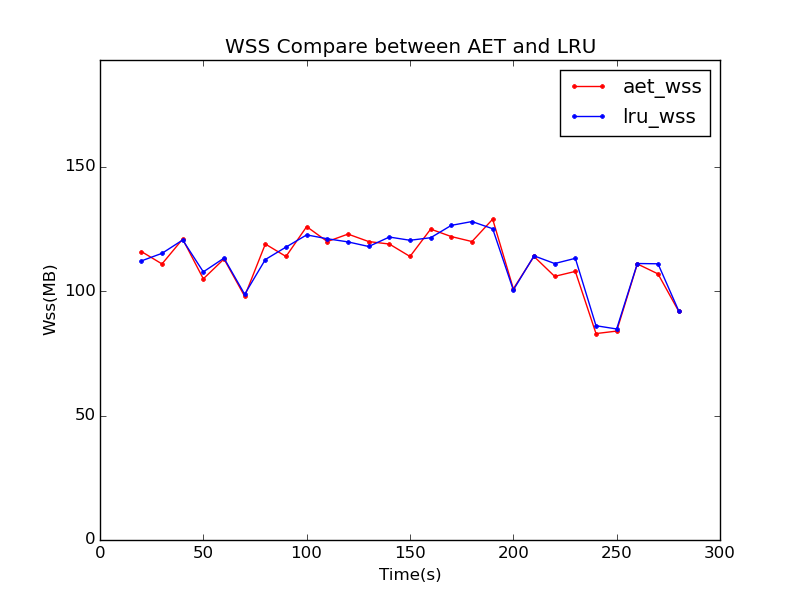 WSS Compare between AET and LRU
aet_wss
lru_wss
150
100
50
0
Wss(MB)
0 50 100 150 200 250 300
Time(s)